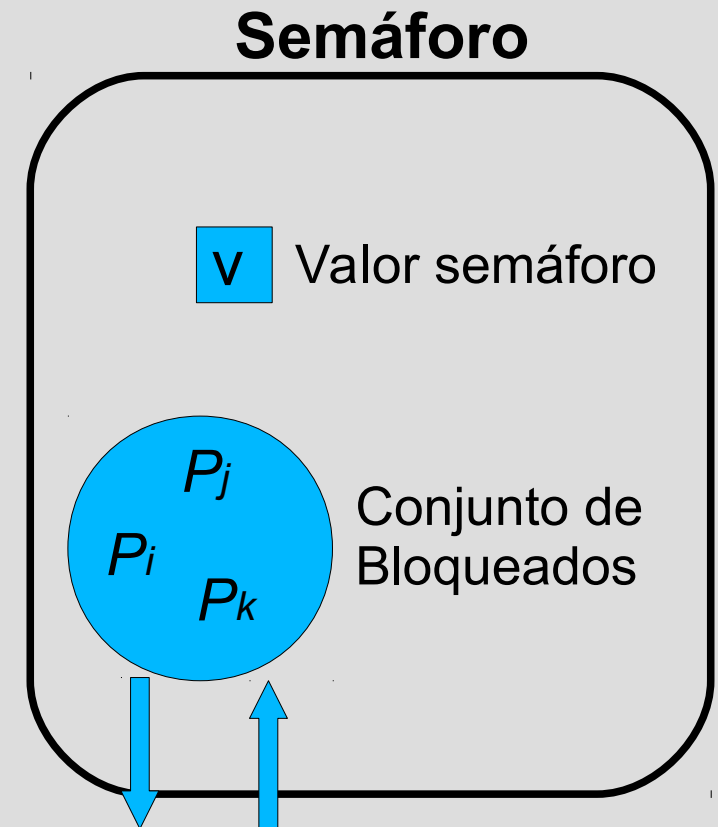 Semáforo
v Valor semáforo
Pj
Pi
Pk
Conjunto de
Bloqueados